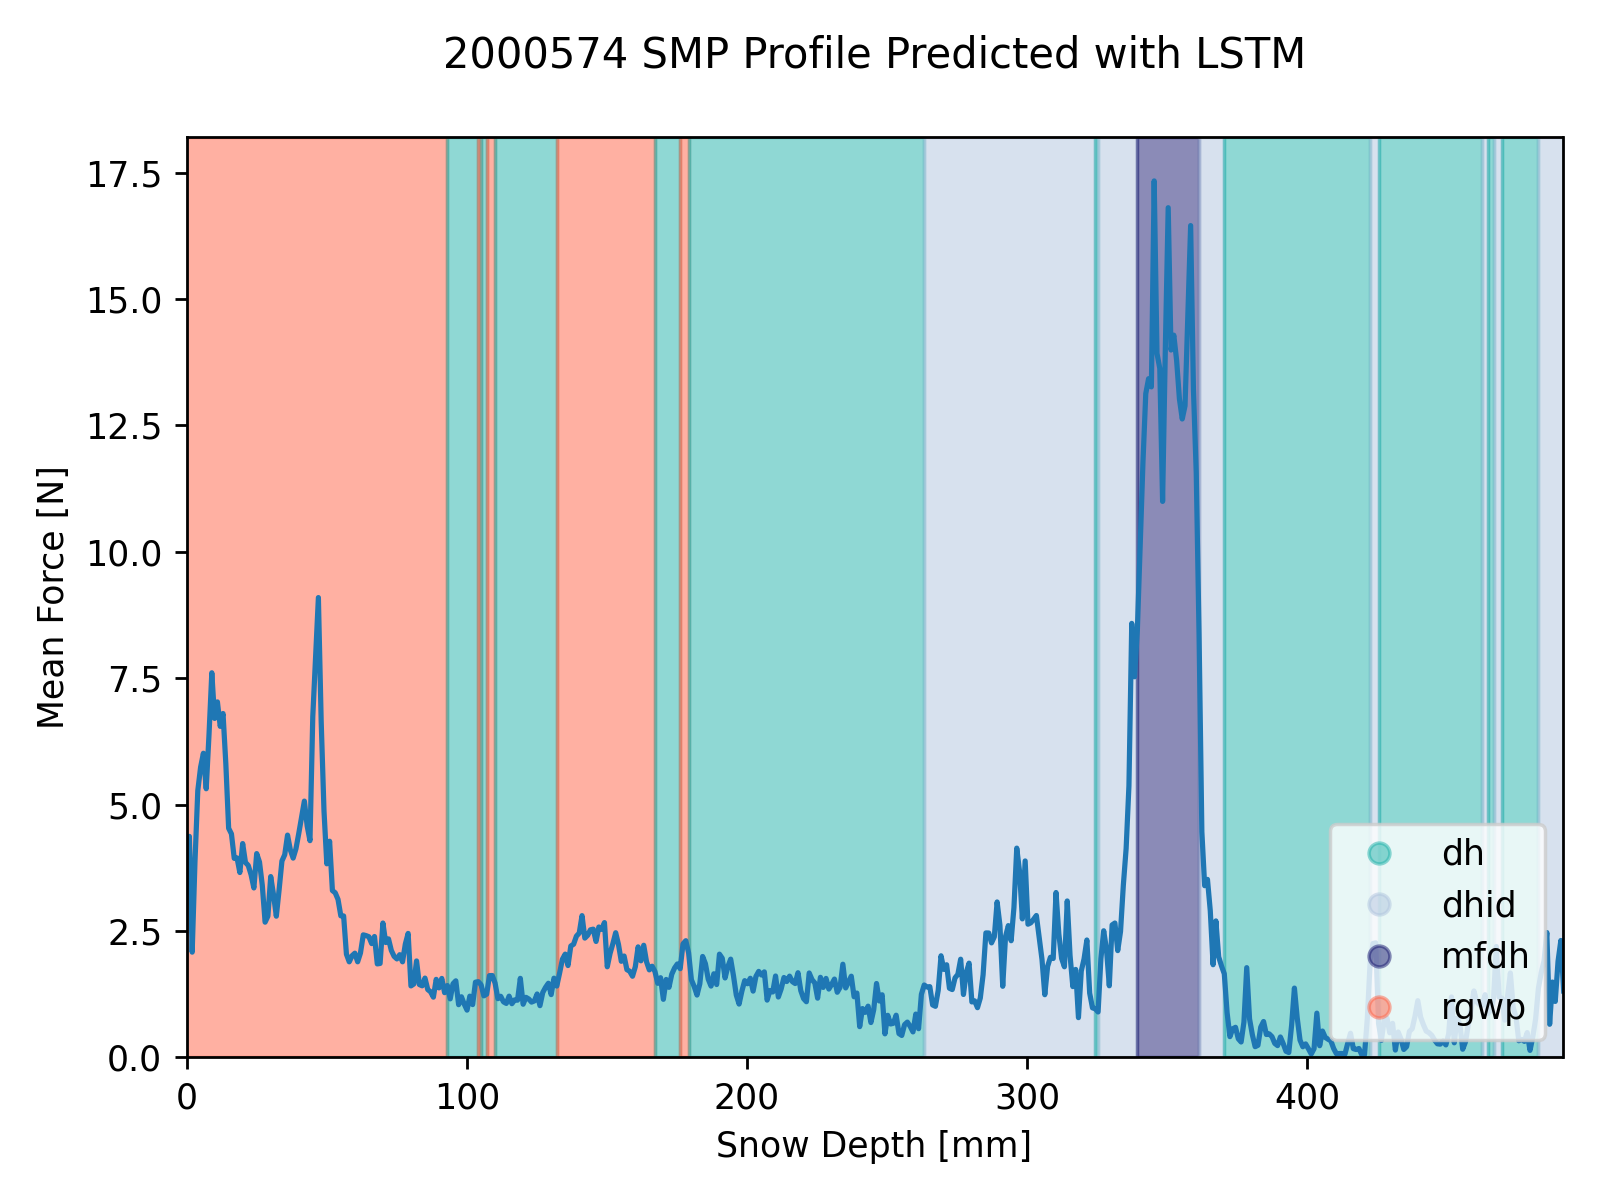 2000574 SMP Profile Predicted with LSTM
17.5
15.0
12.5
10.0
7.5
5.0
2.5
0.0
Mean Force [N]
dh
dhid
mfdh
rgwp
0 100 200 300 400
Snow Depth [mm]